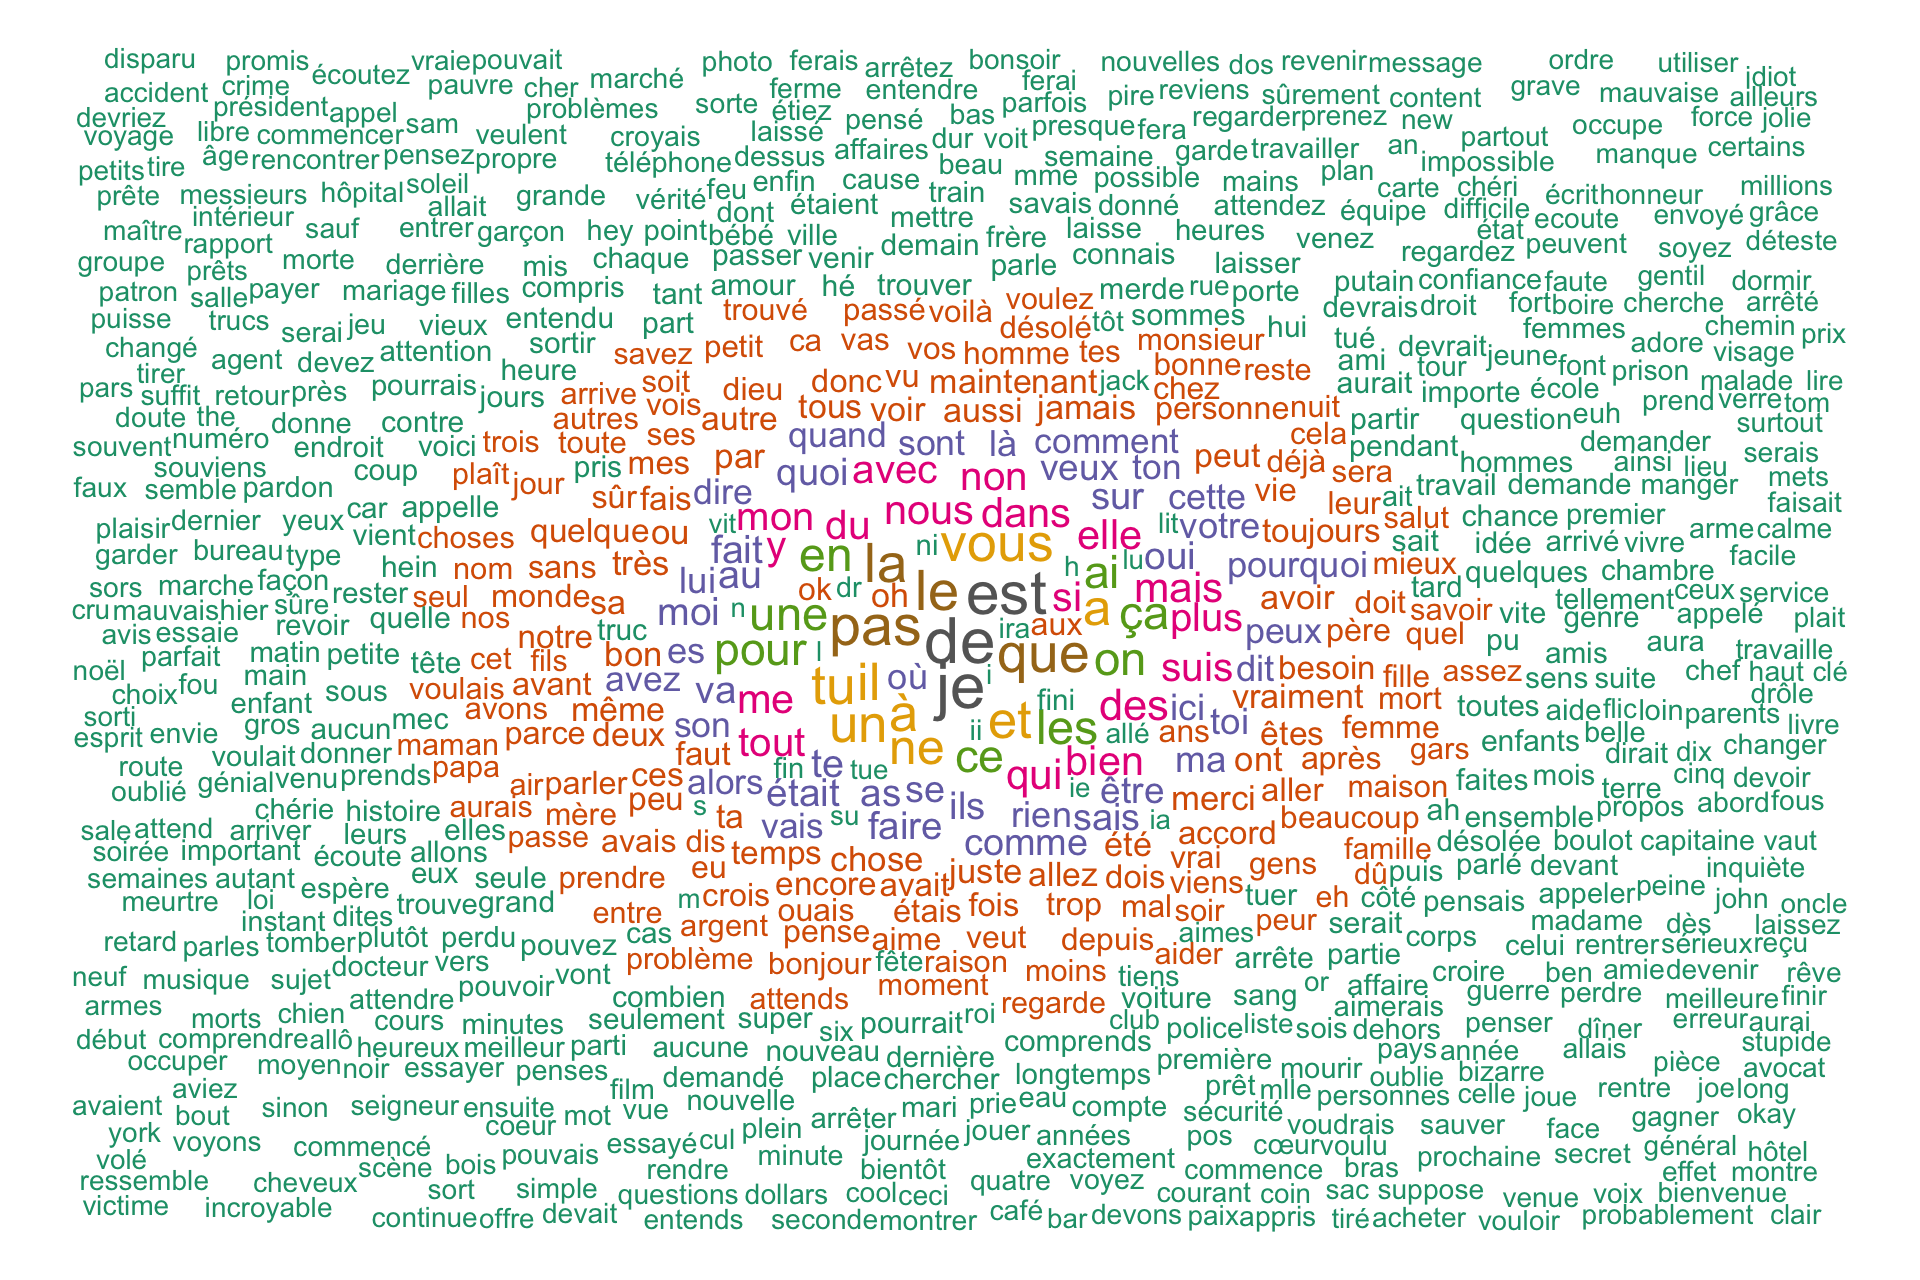 disparu promis vraie pouvait photo ferais arrêtez bonsoir nouvelles dos revenir message ordre utiliser
accident crime écoutez pauvre cher marché ferme entendre ferai pire reviens sûrement content grave mauvaise ailleurs idiot
devriez président appel problèmes sorte étiez pensé bas parfois regarder prenez new partout occupe force jolie
voyage libre commencer sam veulent croyais laissé dur voit presque fera
petits tire âge rencontrer pensez propre téléphone dessus affaires beau semaine garde travailler an impossible manque certains
prête messieurs hôpital soleil grande vérité feu enfin cause train mme possible mains plan carte chéri écrit honneur millions
intérieur allait dont étaient mettre savais donné attendez équipe difficile ecoute envoyé grâce
maître rapport sauf entrer garçon hey point bébé ville demain frère laisse heures venez état peuvent soyez déteste
groupe prêts morte derrière mis chaque passer venir parle connais laisser regardez
patron salle payer mariage filles compris tant amour hé trouver voulez merde rue porte putain confiance faute gentil dormir
puisse trucs serai jeu vieux entendu part trouvé passé voilà désolé tôt sommes hui devrais droit fort boire cherche arrêté
changé agent devez attention sortir savez petit ca vas vos homme tes monsieur tué devrait jeune femmes adore chemin prix
tirer heure soit dieu donc vu maintenant jack bonne reste ami tour font prison visage
pars suffit retour près pourrais jours arrive vois autre tous voir aussi jamais chez personne nuit aurait importe école malade lire
doute the donne contre autres partir question euh prend verre tom
souvent numéro endroit voici trois toute ses quand sont là comment cela pendant demander surtout
souviens coup plaît pris mes par quoi avec non veux ton peut déjà sera hommes ainsi lieu serais
faux semble pardon jour sûr fais dire sur cette vie leur ait travail demande manger mets
plaisir dernier yeux car appelle quelque ou vit mon du nous dans elle lit votre toujours salut chance premier faisait
garder bureau type vient choses fait y en la ni vous oui sait idée arrivé vivre arme calme
sors marche façon hein nom sans très lui au h ai lu pourquoi mieux quelques chambre facile
cru mauvais hier sûre rester seul monde sa ok dr oh le est si mais avoir doit tard savoir tellement ceux service
avis essaie revoir quelle nos notre truc moi n une pas ira aux a ça plus peux père quel vite genre appelé plait
noël parfait matin petite tête cet fils bon es pour l de que on suis dit besoin fille assez pu amis aura travaille
choix fou main sous voulais avant avez va tuil où je i vraiment mort sens suite chef haut clé
sorti enfant gros aucun mec avons même son me un à fini des ici toi toutes aide flic loin parents drôle
esprit envie voulait donner maman parce deux faut tout ne ii et les allé ans êtes femme enfants belle livre
route génial venu prends papa air parler ces fin te tue ce qui bien ma ont après gars faites mois dirait dix changer
oublié chérie histoire aurais mère peu s alors était as se ils ie être merci aller maison terre cinq devoir
sale attend arriver leurs elles passe avais dis ta vais su faire rien sais ia accord beaucoup ah ensemble propos abord fous
soirée important écoute allons temps chose comme été vrai gens famille désolée boulot capitaine vaut
semaines autant espère eux seule prendre eu encore avait juste allez dois viens dû puis parlé devant inquiète
meurtre loi instant dites trouve grand entre m crois ouais étais fois trop mal soir tuer eh côté pensais appeler peine john oncle
retard parles tomber plutôt perdu pouvez cas argent pense aime veut depuis aimes peur serait corps madame dès laissez
neuf musique sujet docteur vers vont problème bonjour fête raison moins tiens aider arrête partie celui rentrer sérieux reçu
armes morts chien attendre pouvoir combien attends moment regarde voiture sang or affaire croire ben amie devenir rêve
début comprendre allô cours minutes seulement super six pourrait roi club police liste sois aimerais guerre perdre meilleure finir
occuper moyen heureux meilleur parti aucune nouveau dernière comprends première dehors penser dîner erreur aurai
noir essayer penses film demandé place chercher longtemps mourir pays année allais pièce stupide
aviez prêt mlle oublie bizarre avocat
avaient bout sinon seigneur ensuite mot vue nouvelle arrêter mari prie eau compte sécurité personnes celle joue rentre joe long
york voyons coeur essayé cul plein journée jouer années pos voudrais sauver face gagner okay
volé commencé scène bois pouvais rendre minute bientôt exactement cœur voulu prochaine secret général hôtel
ressemble cheveux sort simple questions dollars cool ceci quatre voyez commence bras effet montre
victime incroyable continue offre devait entends seconde montrer café bar devons courant coin sac suppose venue voix bienvenue
paix appris tiré acheter vouloir probablement clair